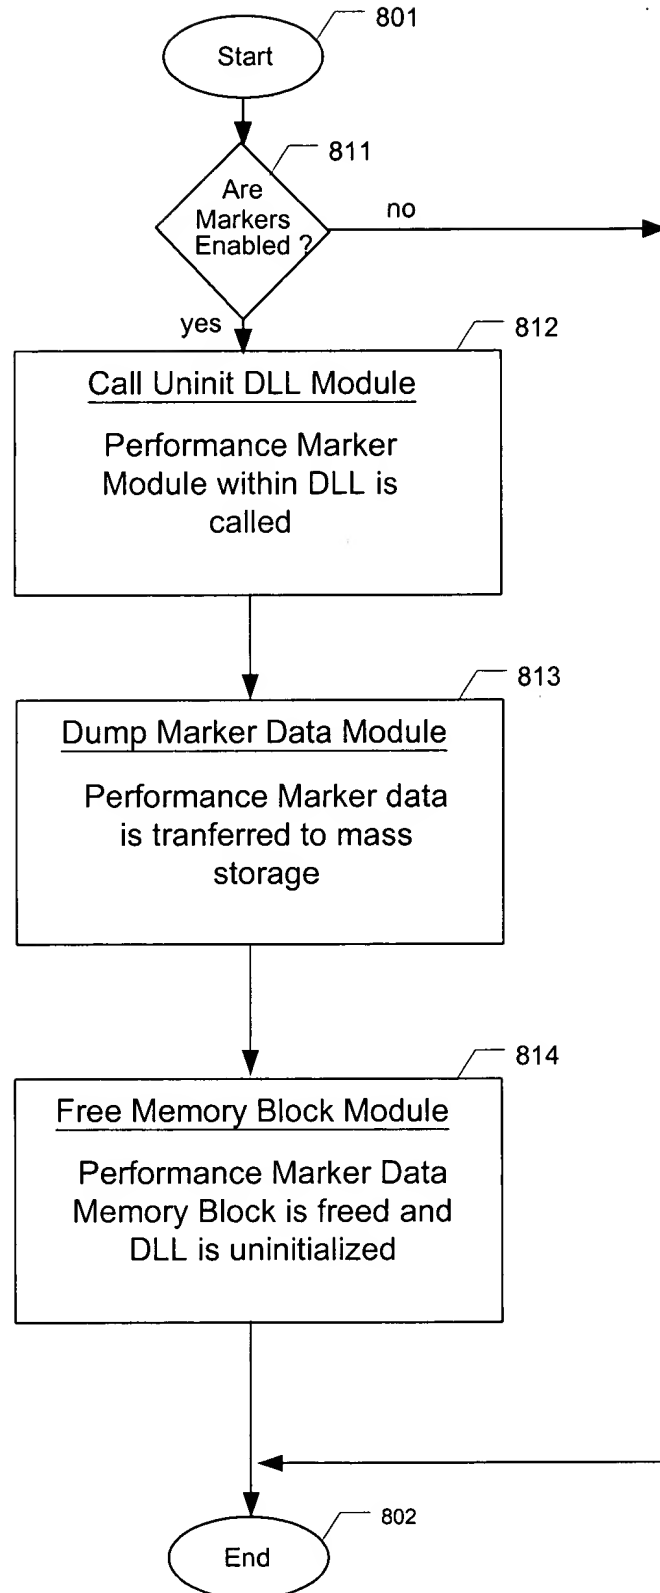 801
Start
811
Are
Markers
Enabled ?
no
yes
812
Call Uninit DLL Module
Performance Marker
Module within DLL is
called
813
Dump Marker Data Module
Performance Marker data
is tranferred to mass
storage
814
Free Memory Block Module
Performance Marker Data
Memory Block is freed and
DLL is uninitialized
802
End